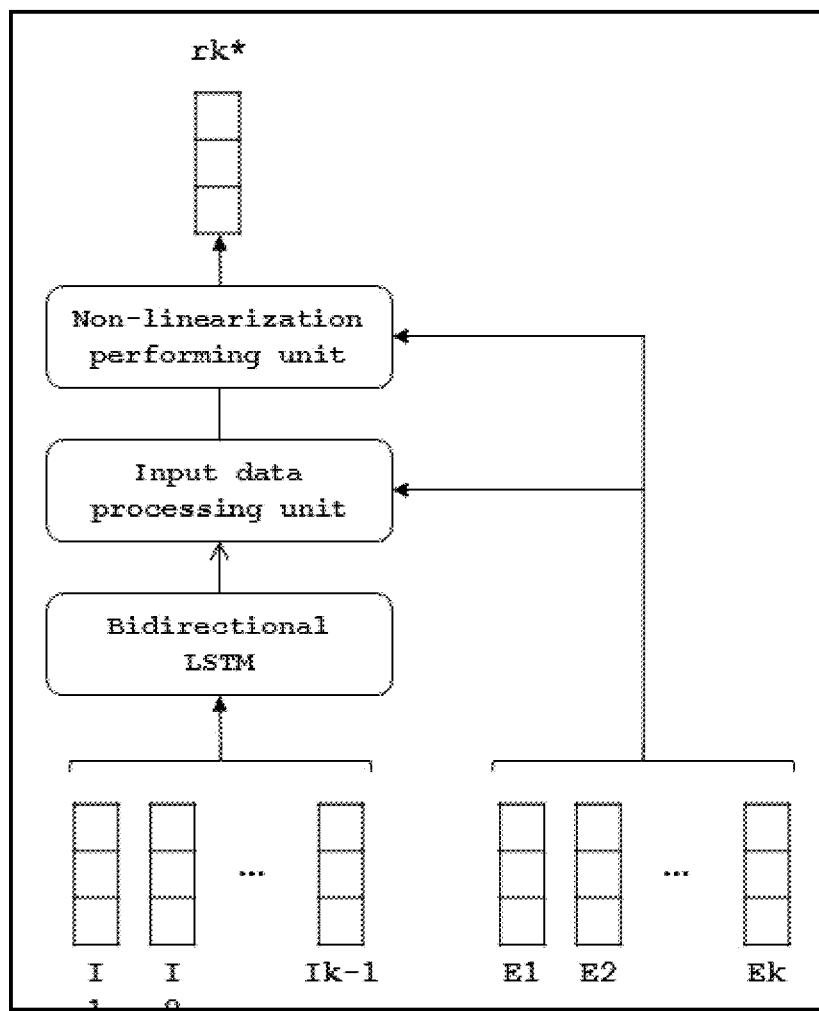 rk*
Non-linearization
performing unit
Input data
processing unit
Bidirectional
LSTM
... ...
I I Ik-1 E1 E2 Ek